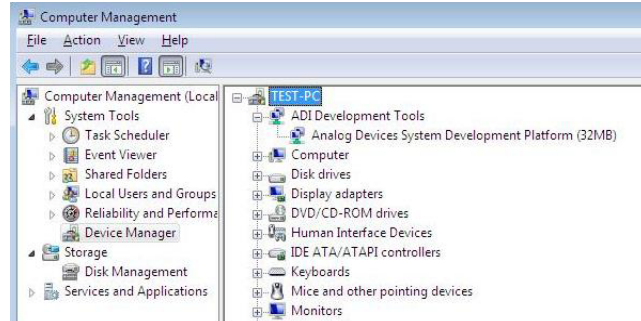 Computer Management
File Action View Help
Computer Management (Local
System Tools
Task Scheduler
Event Viewer
Shared Folders
Local Users and Groups
Reliability and Performa
Device Manager
Storage
Disk Management
Services and Applications
TEST-PC
ADI Development Tools
Analog Devices System Development Platform (32MB)
Computer
Disk drives
Display adapters
DVD/CD-ROM drives
Human Interface Devices
IDE ATA/ATAPI controllers
Keyboards
Mice and other pointing devices
Monitors